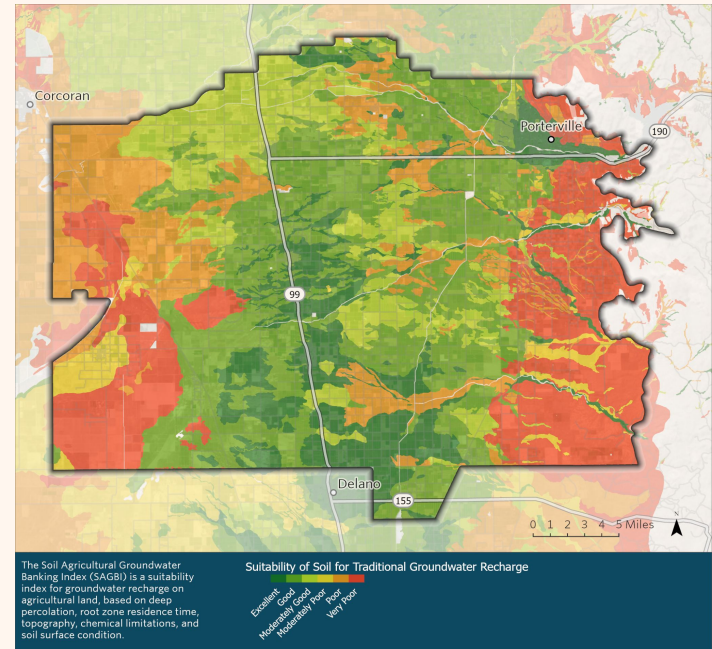 Corcoran
Porterville
190
99
Delano
155
0 1 2 3 4 5 Miles
N
The Soil Agricultural Groundwater
Banking Index (SAGBI) is a suitability
index for groundwater recharge on
agricultural land, based on deep
percolation, root zone residence time,
topography, chemical limitations, and
soil surface condition.
Suitability of Soil for Traditional Groundwater Recharge
Excellent
Good
Moderately Good
Moderately Poor
Poor
Very Poor